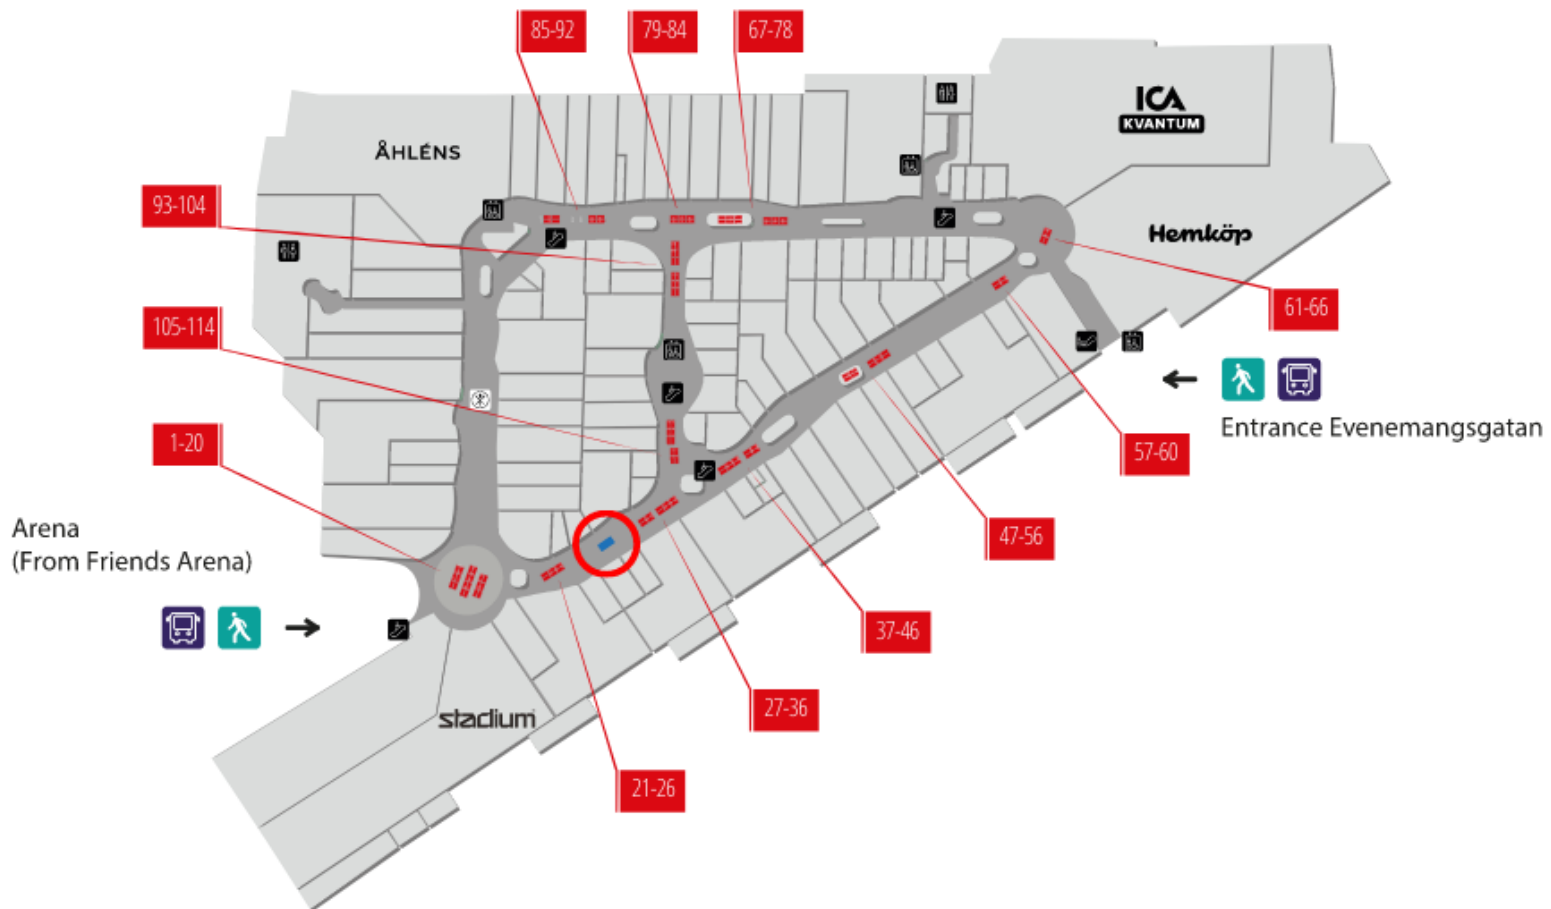 85-92
79-84
67-78
ICA
KVANTUM
ÅHLÉNS
93-104
Hemköp
61-66
105-114
Entrance Evenemangsgatan
1-20
57-60
Arena
(From Friends Arena)
47-56
37-46
27-36
stadium
21-26